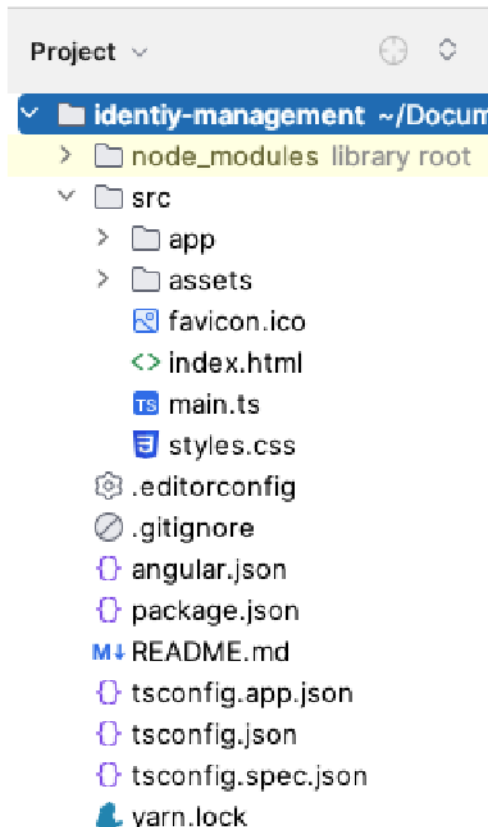 Project
identiy-management ~/Docum
node_modules library root
src
app
assets
favicon.ico
<> index.html
TS main.ts
styles.css
.editorconfig
.gitignore
{} angular.json
{} package.json
M↓ README.md
{} tsconfig.app.json
{} tsconfig.json
{} tsconfig.spec.json
yarn.lock